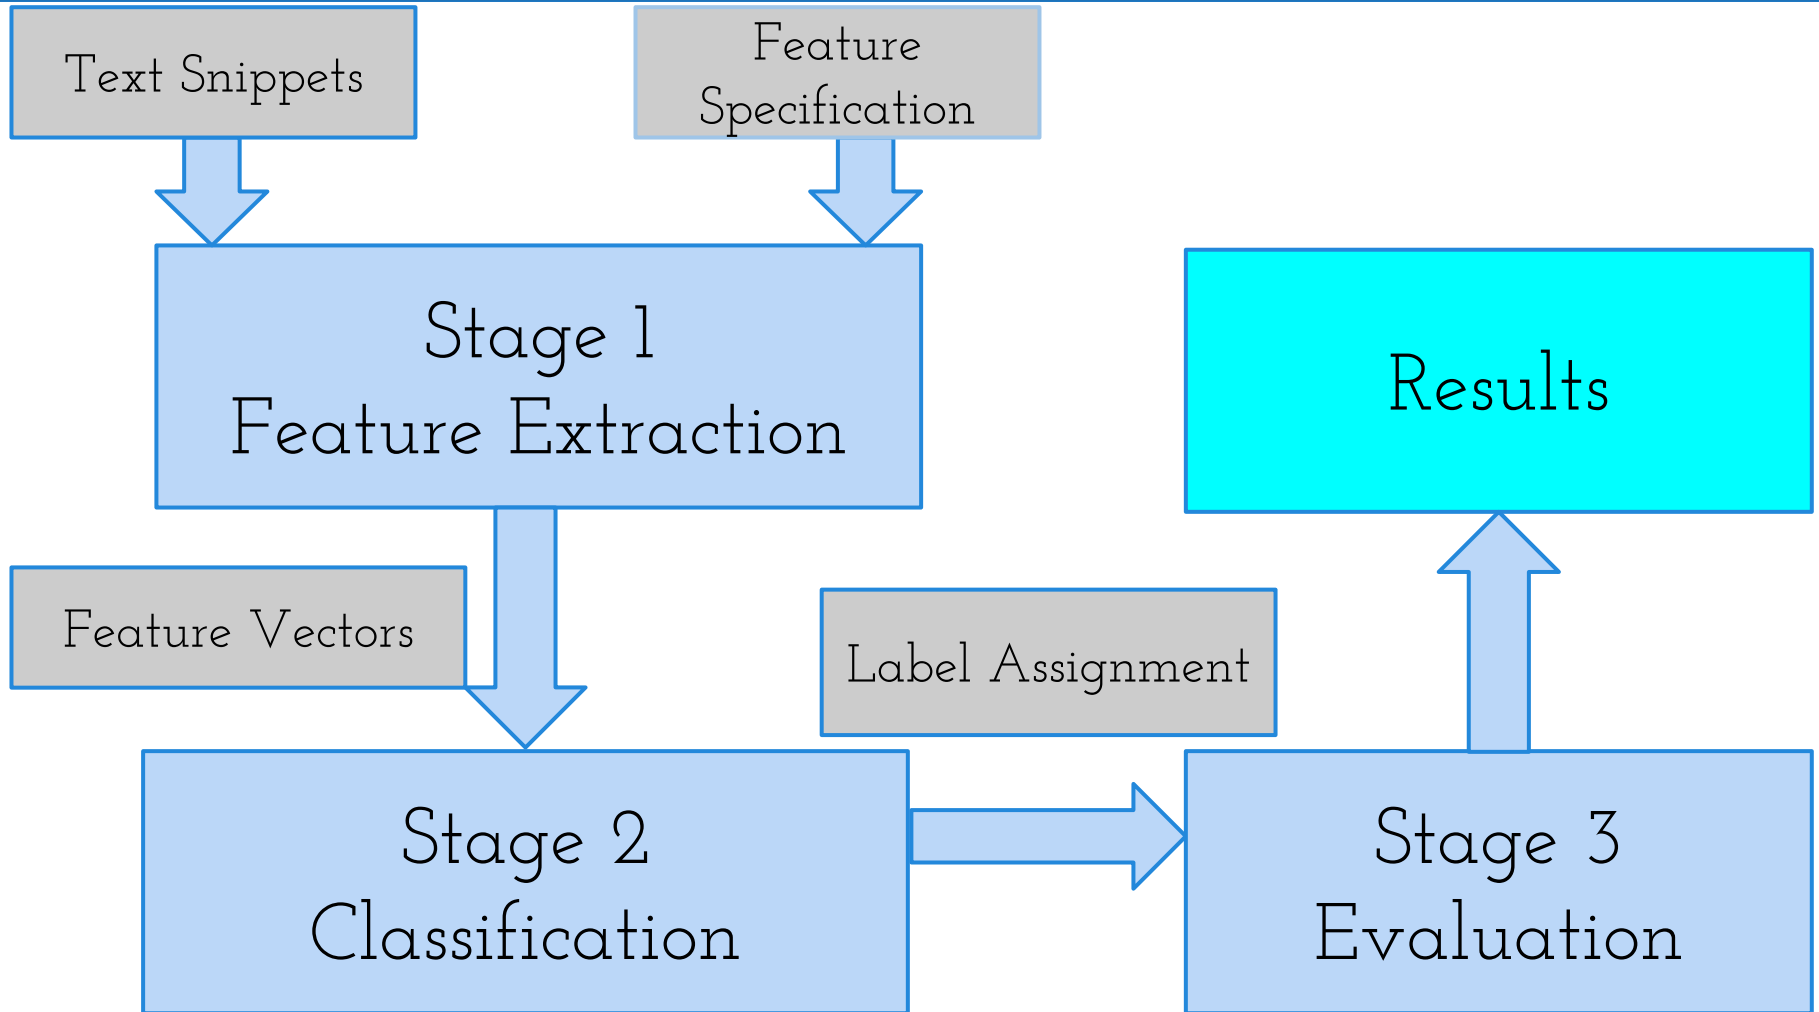 Text Snippets
Feature
Specification
Stage 1
Feature Extraction
Results
Feature Vectors
Label Assignment
Stage 2
Classification
Stage 3
Evaluation